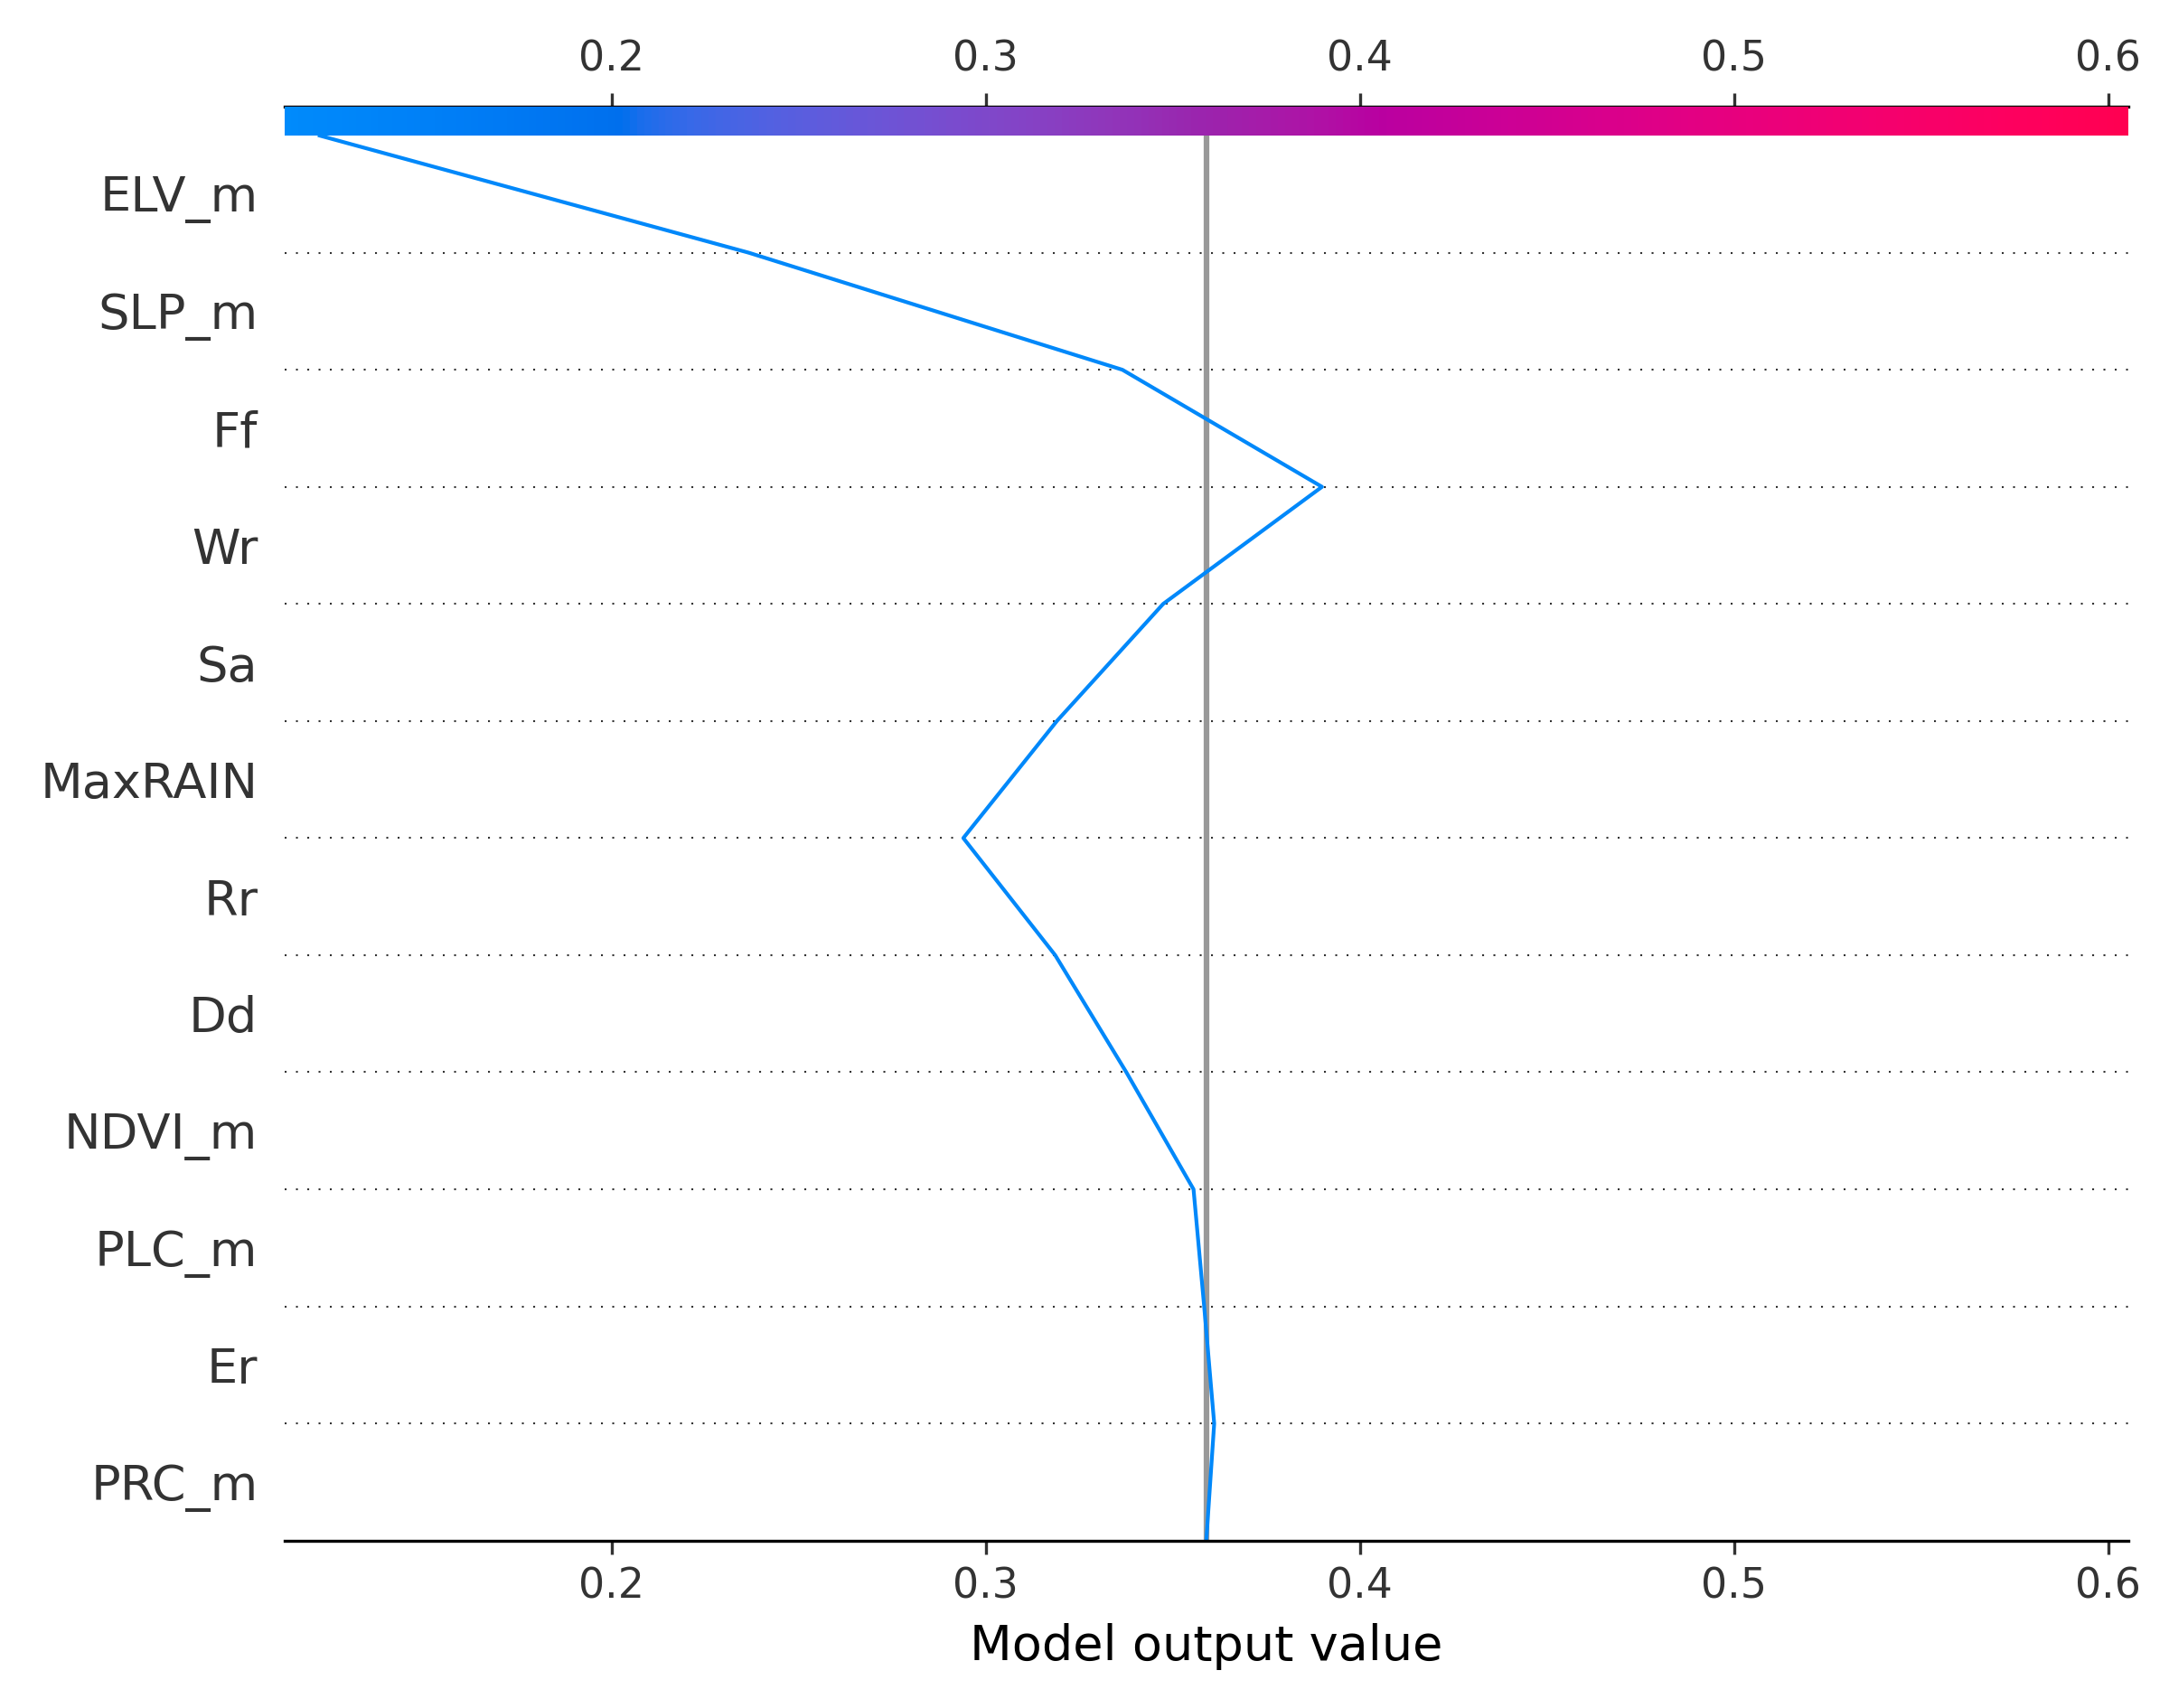 0.2 0.3 0.4 0.5 0.6
ELV_m
SLP_m
Ff
Wr
Sa
MaxRAIN
Rr
Dd
NDVI_m
PLC_m
Er
PRC_m
0.2 0.3 0.4 0.5 0.6
Model output value